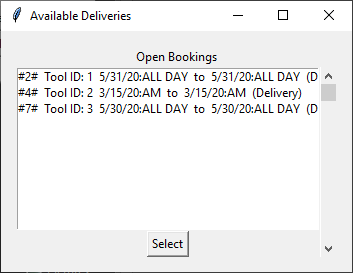 Available Deliveries
Open Bookings
#2# Tool ID: 1 5/31/20:ALL DAY to 5/31/20:ALL DAY (D
#4# Tool ID: 2 3/15/20:AM to 3/15/20:AM (Delivery)
#7# Tool ID: 3 5/30/20:ALL DAY to 5/30/20:ALL DAY (D
Select